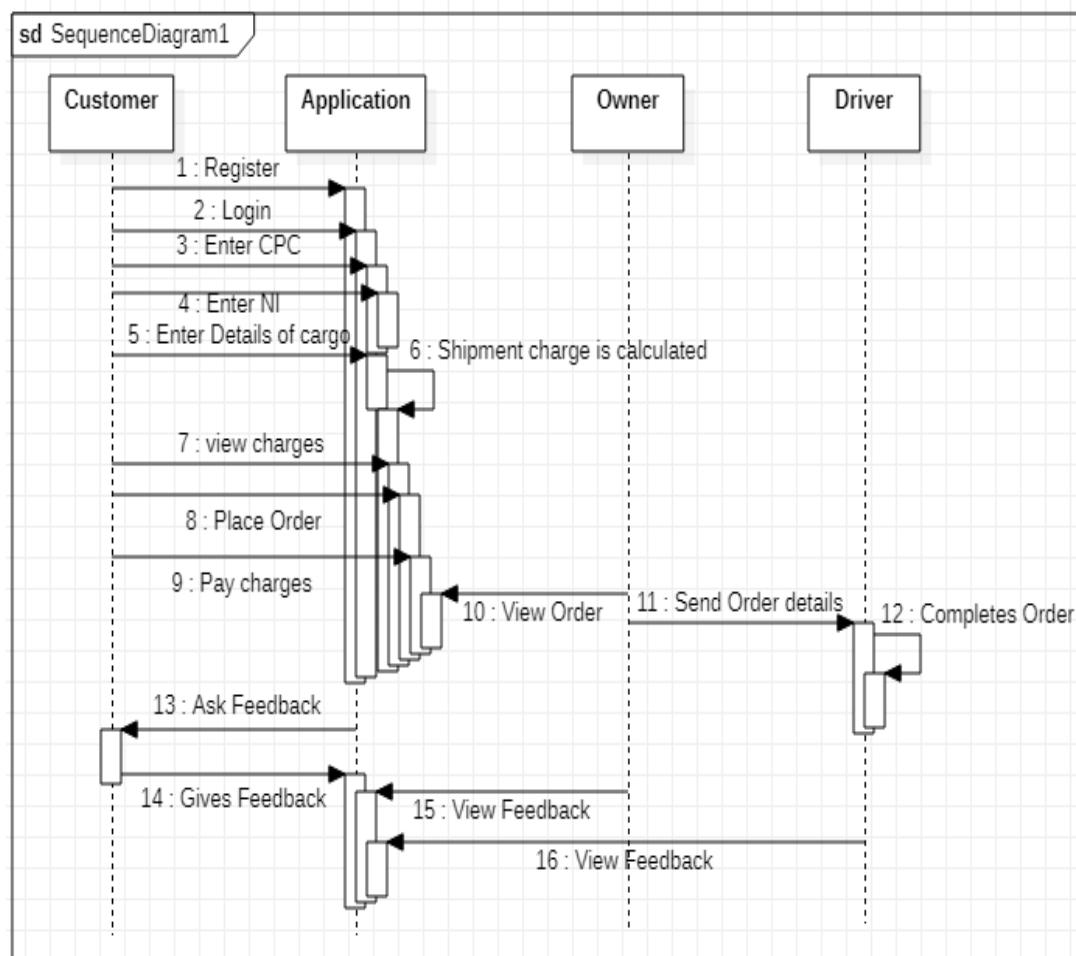 sd SequenceDiagram1
Customer
Application
Owner
Driver
1 : Register
2 : Login
3 : Enter CPC
4 : Enter NI
5 : Enter Details of cargo
6 : Shipment charge is calculated
7 : view charges
8 : Place Order
9 : Pay charges
10 : View Order
11 : Send Order details
12 : Completes Order
13 : Ask Feedback
14 : Gives Feedback
15 : View Feedback
16 : View Feedback